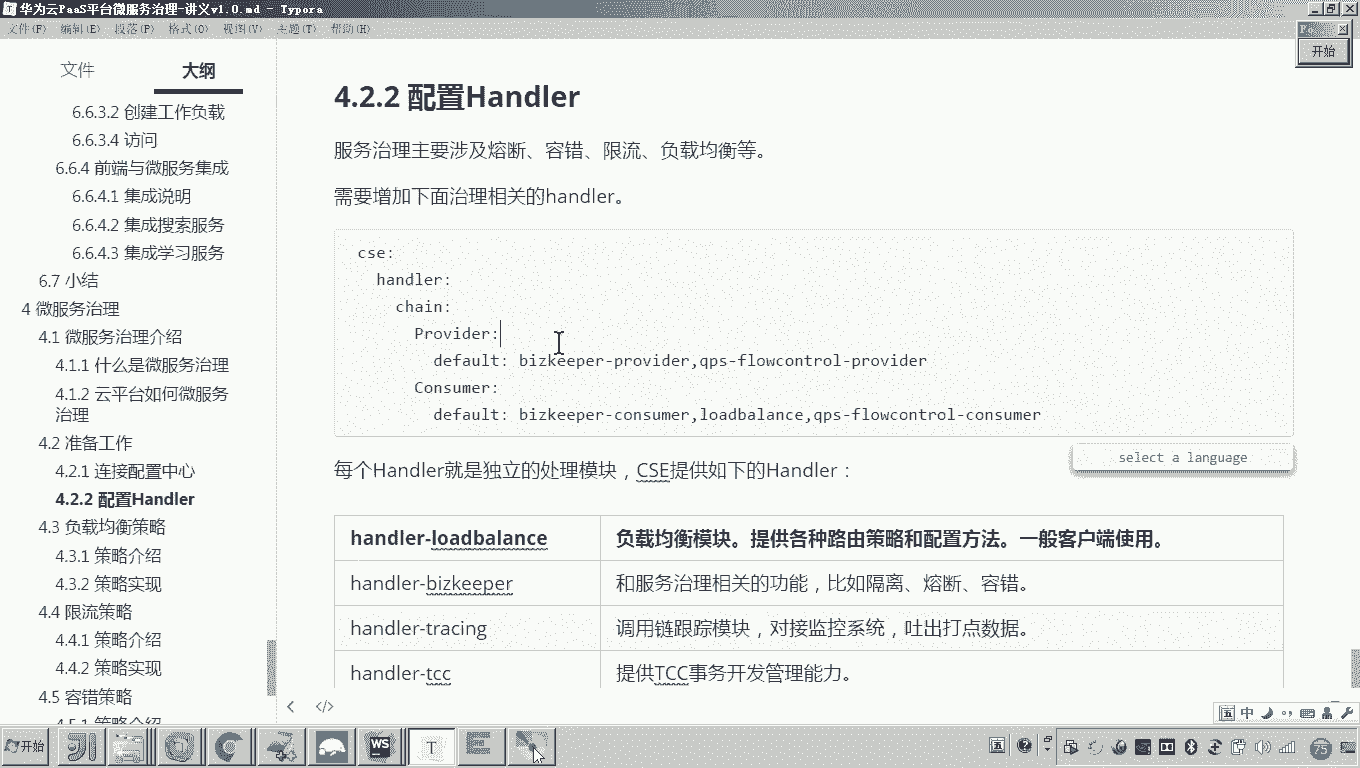 华为云PaaS平台微服务治理-讲义v1.0.md - Typora
文件(F) 编辑(E) 段落(P) 格式(O) 视图(V) 主题(T) 帮助(H)
开始
文件 大纲
6.6.3.2 创建工作负载
6.6.3.4 访问
6.6.4 前端与微服务集成
6.6.4.1 集成说明
6.6.4.2 集成搜索服务
6.6.4.3 集成学习服务
6.7 小结
4 微服务治理
4.1 微服务治理介绍
4.1.1 什么是微服务治理
4.1.2 云平台如何微服务
治理
4.2 准备工作
4.2.1 连接配置中心
4.2.2 配置Handler
4.3 负载均衡策略
4.3.1 策略介绍
4.3.2 策略实现
4.4 限流策略
4.4.1 策略介绍
4.4.2 策略实现
4.5 容错策略
4.5.1 策略介绍
4.2.2 配置Handler
服务治理主要涉及熔断、容错、限流、负载均衡等。
需要增加下面治理相关的handler。
cse:
handler:
chain:
Provider:
default: bizkeeper-provider,qps-flowcontrol-provider
Consumer:
default: bizkeeper-consumer,loadbalance,qps-flowcontrol-consumer
select a language
每个Handler就是独立的处理模块，CSE提供如下的Handler：
handler-loadbalance 负载均衡模块。提供各种路由策略和配置方法。一般客户端使用。
handler-bizkeeper 和服务治理相关的功能，比如隔离、熔断、容错。
handler-tracing 调用链跟踪模块，对接监控系统，吐出打点数据。
handler-tcc 提供TCC事务开发管理能力。
中
开始
WS
T
75